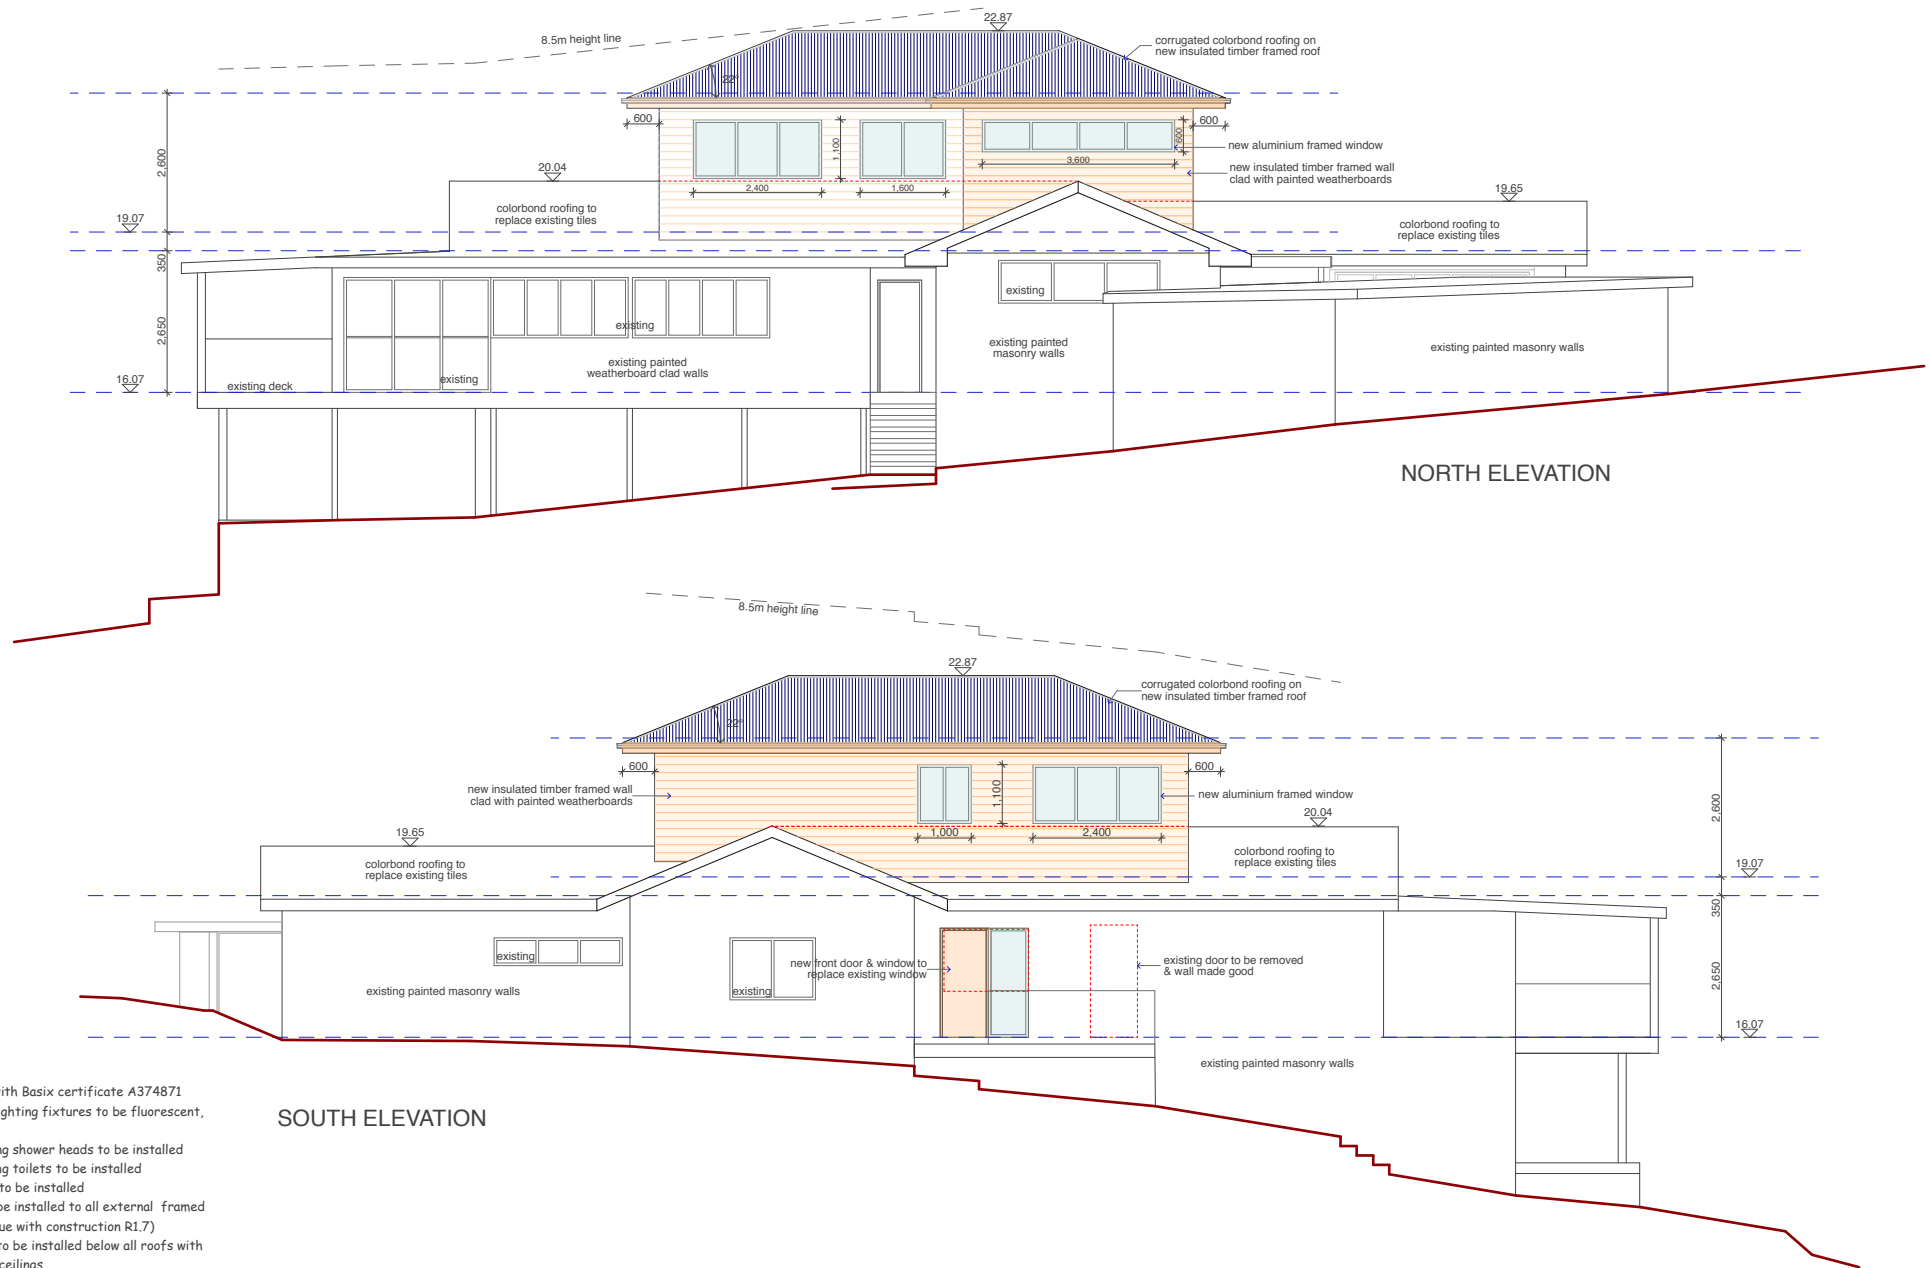 22.87
8.5m height line
corrugated colorbond roofing on
new insulated timber framed roof
22°
600
600
1,100
600
new aluminium framed window
3,600
2,600
20.04
new insulated timber framed wall
clad with painted weatherboards
2,400
1,600
19.65
colorbond roofing to
replace existing tiles
19.07
colorbond roofing to
replace existing tiles
350
existing
existing
2,650
existing painted
masonry walls
existing painted masonry walls
existing painted
weatherboard clad walls
16.07
existing deck
existing
NORTH ELEVATION
8.5m height line
22.87
corrugated colorbond roofing on
new insulated timber framed roof
22°
600
600
new insulated timber framed wall
clad with painted weatherboards
1,100
new aluminium framed window
2,600
20.04
19.65
1,000
2,400
colorbond roofing to
replace existing tiles
colorbond roofing to
replace existing tiles
19.07
350
existing
new front door & window to
replace existing window
existing door to be removed
& wall made good
existing painted masonry walls
existing
2,650
16.07
existing painted masonry walls
SOUTH ELEVATION
ith Basix certificate A374871
ghting fixtures to be fluorescent,
ng shower heads to be installed
ng toilets to be installed
to be installed
be installed to all external framed
ue with construction R1.7)
to be installed below all roofs with
ceilings